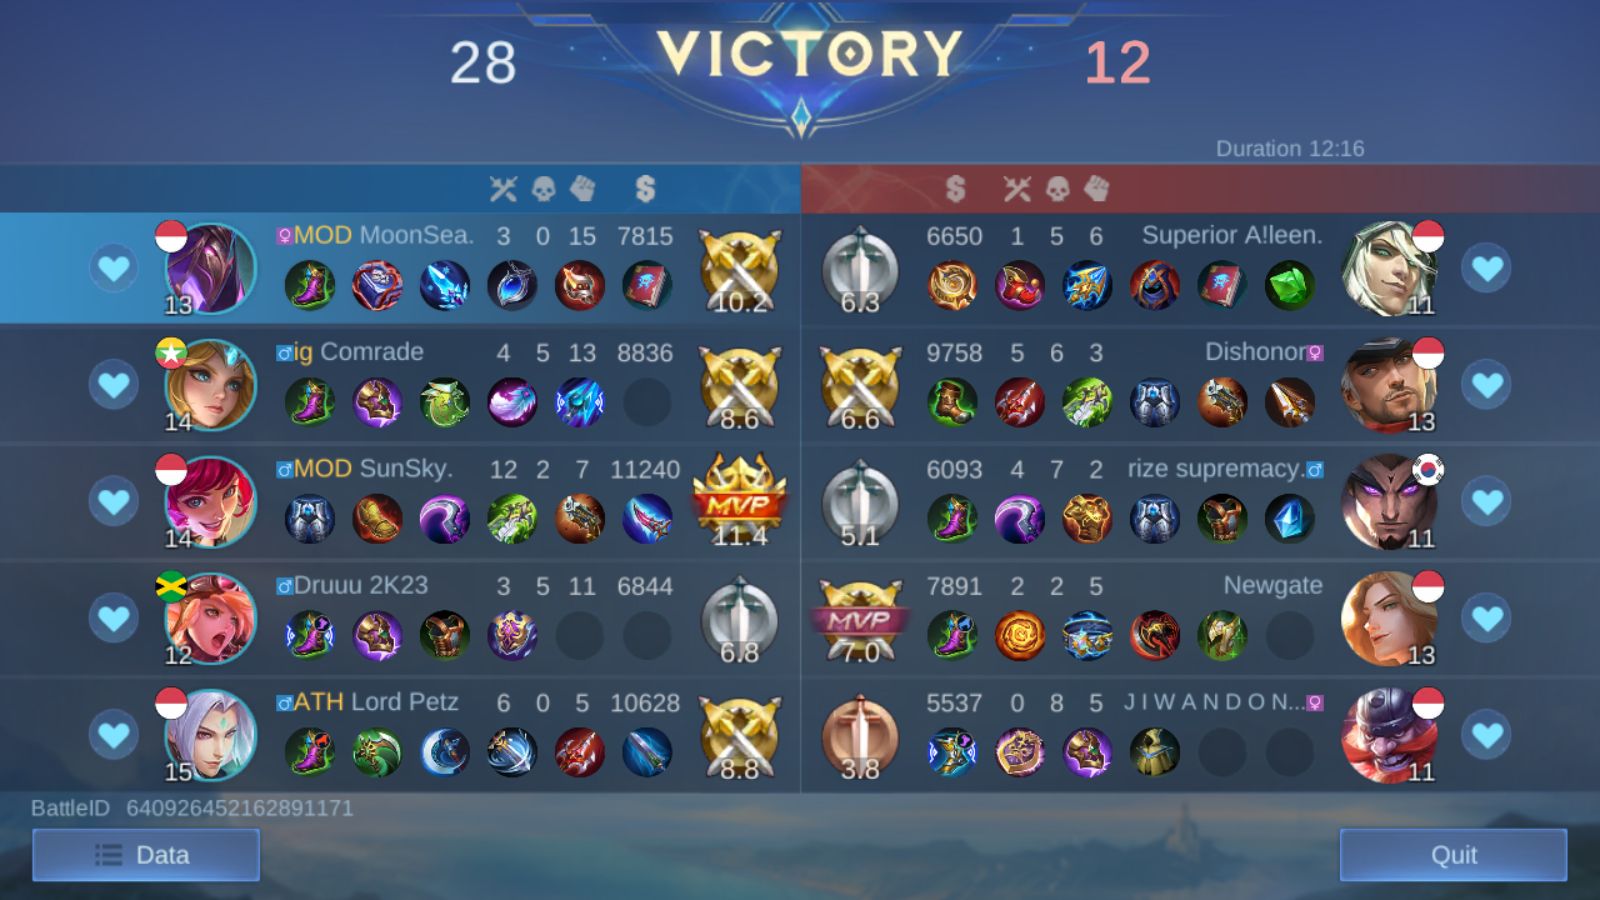 28 VICTORY 12
Duration 12:16
MOD MoonSea. 3 0 15 7815
13 10.2
6650 1 5 6 Superior A!leen.
6.3 11
ig Comrade 4 5 13 8836
14 8.6
9758 5 6 3 Dishonor
6.6 13
MOD SunSky. 12 2 7 11240
MVP
14 11.4
6093 4 7 2 rize supremacy.
5.1 11
Druuu 2K23 3 5 11 6844
12 6.8
7891 2 2 5 Newgate
MVP
7.0 13
ATH Lord Petz 6 0 5 10628
15 8.8
5537 0 8 5 J I W A N D O N...
3.8 11
BattleID 640926452162891171
Data
Quit